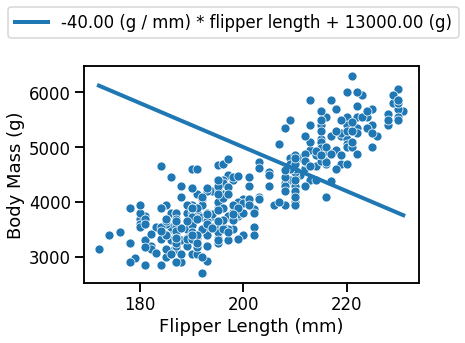 -40.00 (g / mm) * flipper length + 13000.00 (g)
6000
5000
4000
3000
Body Mass (g)
180 200 220
Flipper Length (mm)